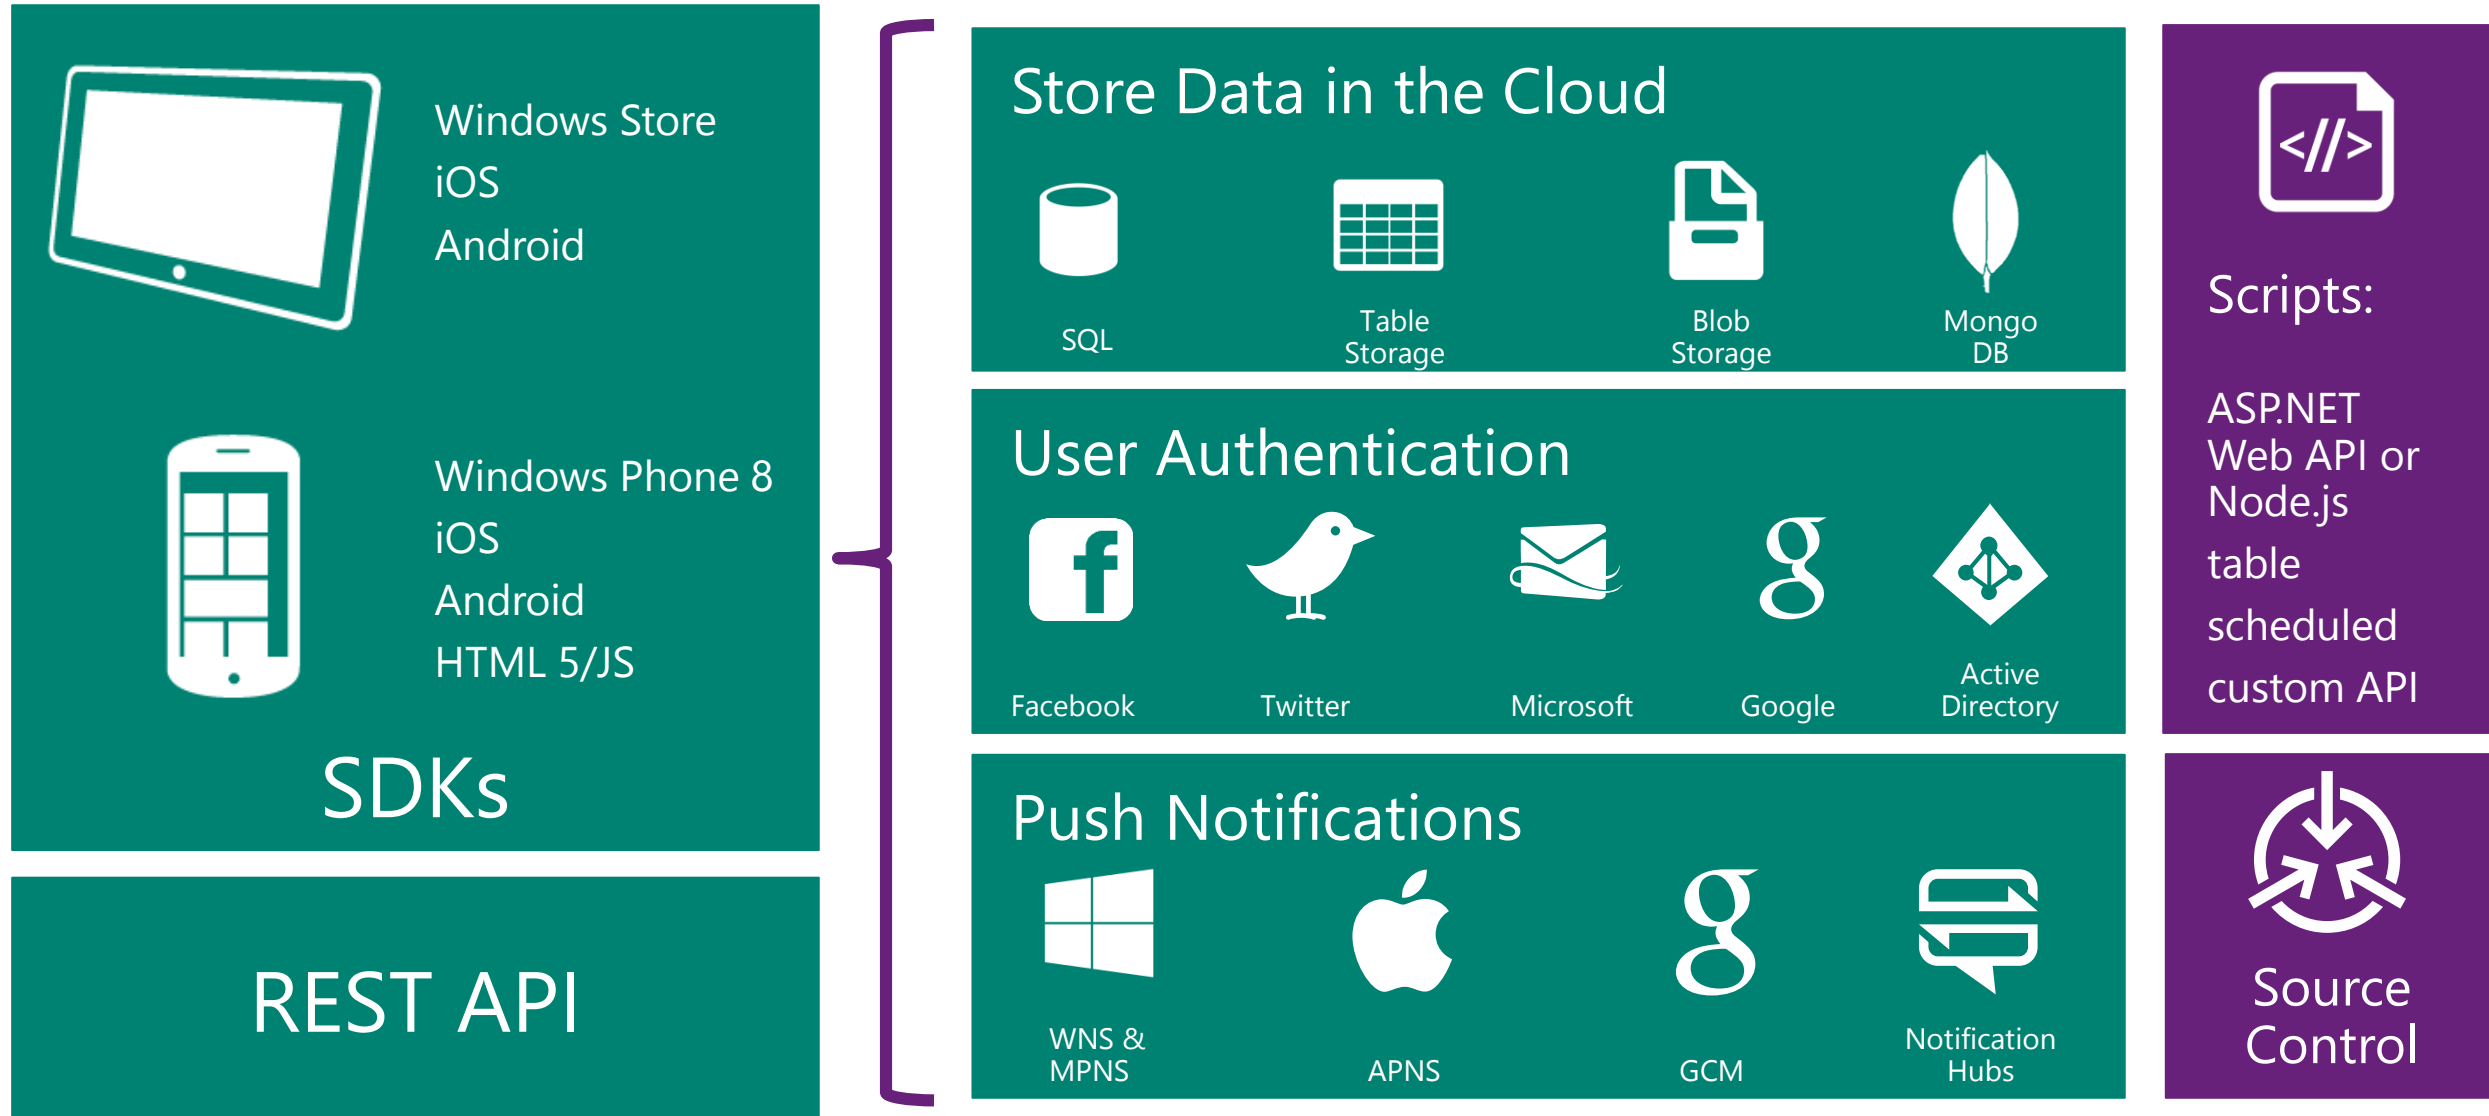 Windows Store
iOS
Android
Windows Phone 8
iOS
Android
HTML 5/JS
SDKs
REST API
Store Data in the Cloud
SQL
Table
Storage
Blob
Storage
Mongo
DB
User Authentication
Facebook
Twitter
Microsoft
Google
Active
Directory
Push Notifications
WNS &
MPNS
APNS
GCM
Notification
Hubs
<//>
Scripts:
ASP.NET
Web API or
Node.js
table
scheduled
custom API
Source
Control